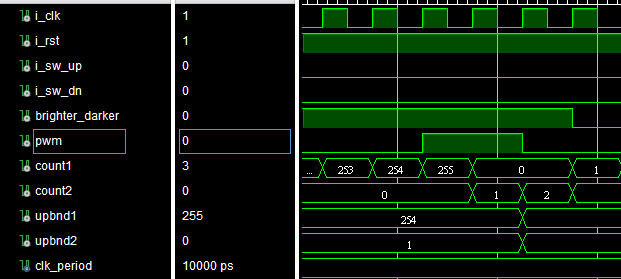 i_clk 1
i_rst 1
i_sw_up 0
i_sw_dn 0
brighter_darker 0
pwm 0
count1 3 ... 253 254 255 0 1
count2 0 0 1 2
upbnd1 255 254
upbnd2 0 1
clk_period 10000 ps